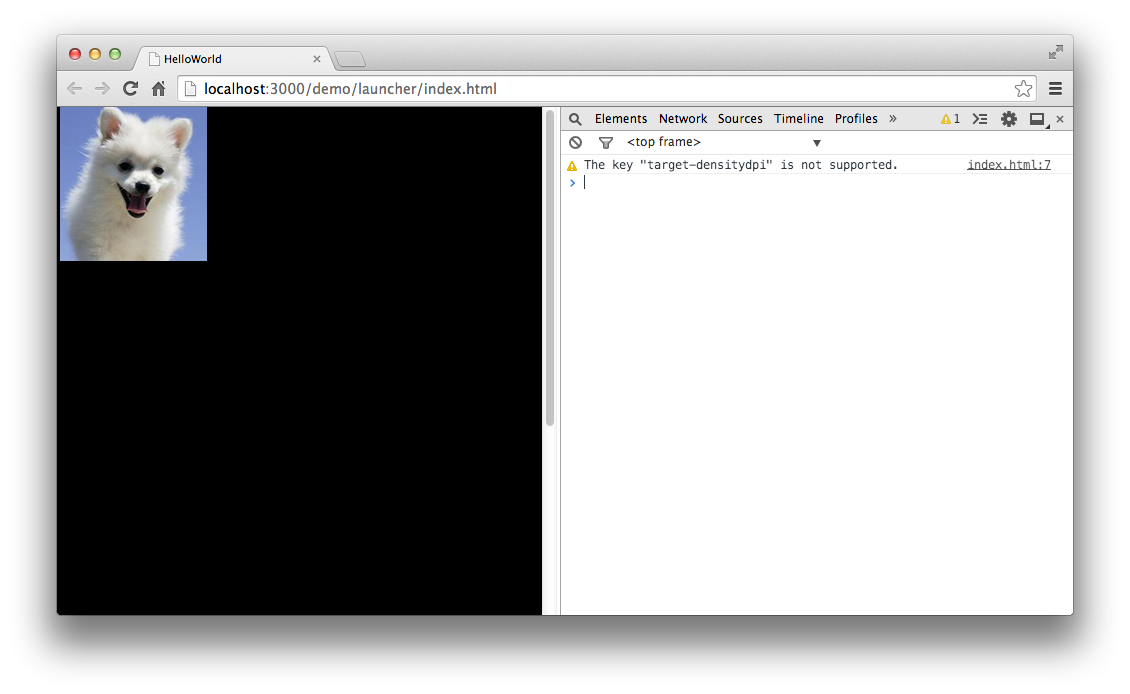 HelloWorld
localhost:3000/demo/launcher/index.html
Elements Network Sources Timeline Profiles » 1
<top frame>
The key "target-densitydpi" is not supported. index.html:7